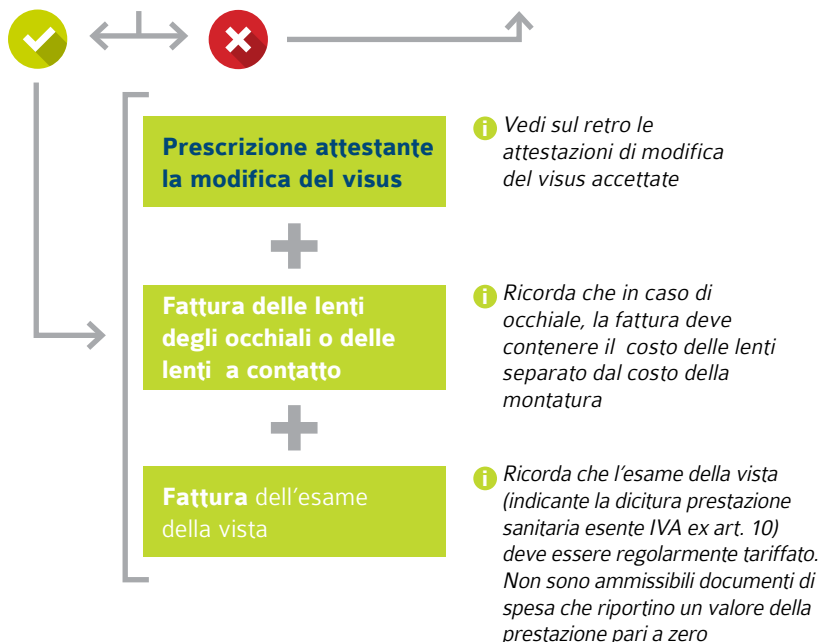 Prescrizione attestante
la modifica del visus
Vedi sul retro le
attestazioni di modifica
del visus accettate
Fattura delle lenti
degli occhiali o delle
lenti a contatto
Ricorda che in caso di
occhiale, la fattura deve
contenere il costo delle lenti
separato dal costo della
montatura
Fattura dell'esame
della vista
Ricorda che l'esame della vista
(indicante la dicitura prestazione
sanitaria esente IVA ex art. 10)
deve essere regolarmente tariffato.
Non sono ammissibili documenti di
spesa che riportino un valore della
prestazione pari a zero